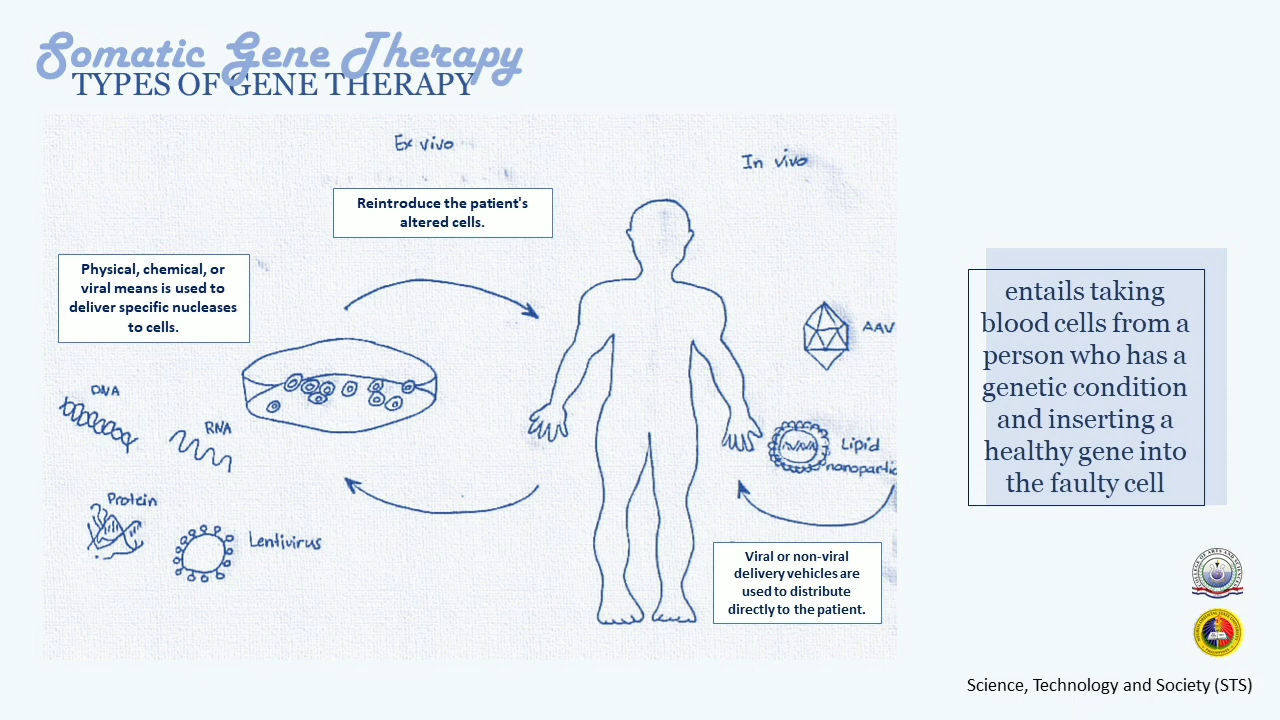 Somatic Gene Therapy
TYPES OF GENE THERAPY
Ex vivo
In vivo
Reintroduce the patient's
altered cells.
Physical, chemical, or
viral means is used to
deliver specific nucleases
to cells.
DNA
RNA
Protein
Lentivirus
AAV
Lipid
nanopartic
Viral or non-viral
delivery vehicles are
used to distribute
directly to the patient.
entails taking
blood cells from a
person who has a
genetic condition
and inserting a
healthy gene into
the faulty cell
Science, Technology and Society (STS)